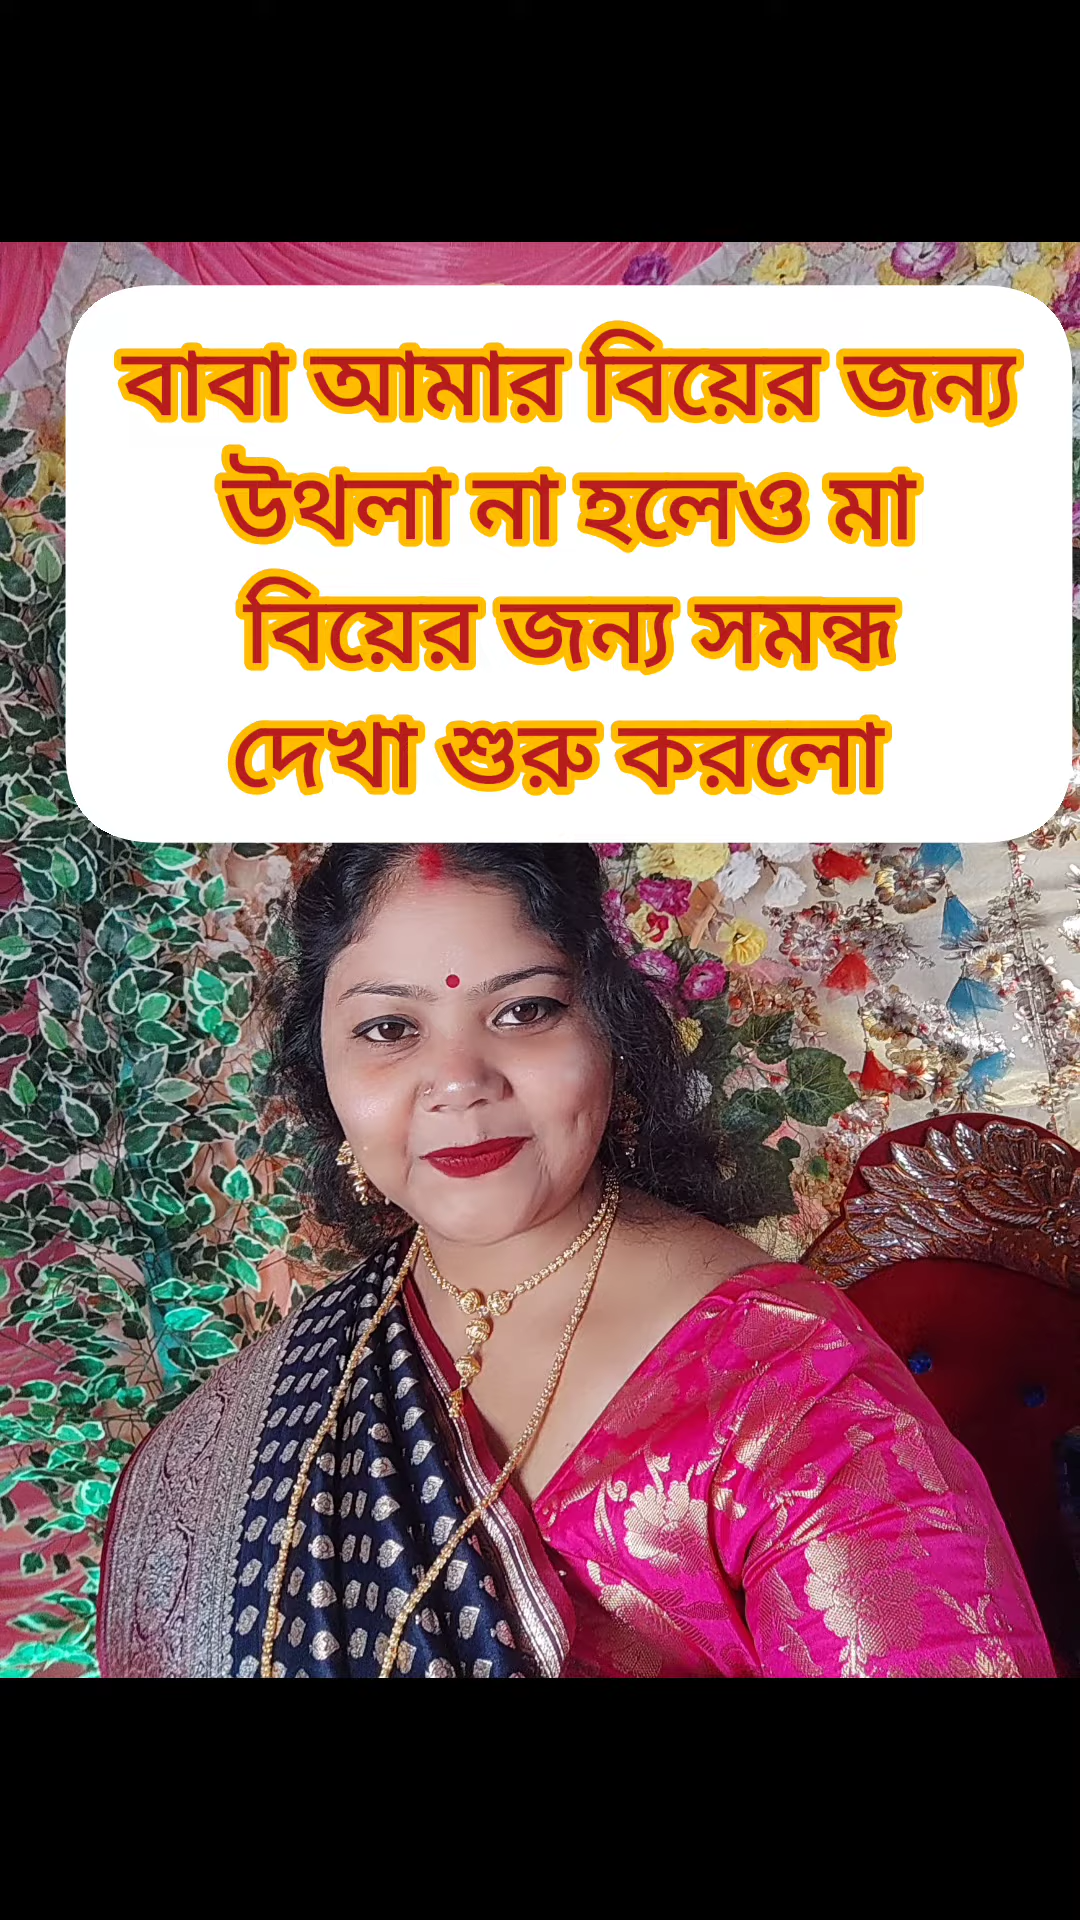 বাবা আমার বিয়ের জন্য
উথলা না হলেও মা
বিয়ের জন্য সমন্ধ
দেখা শুরু করলো